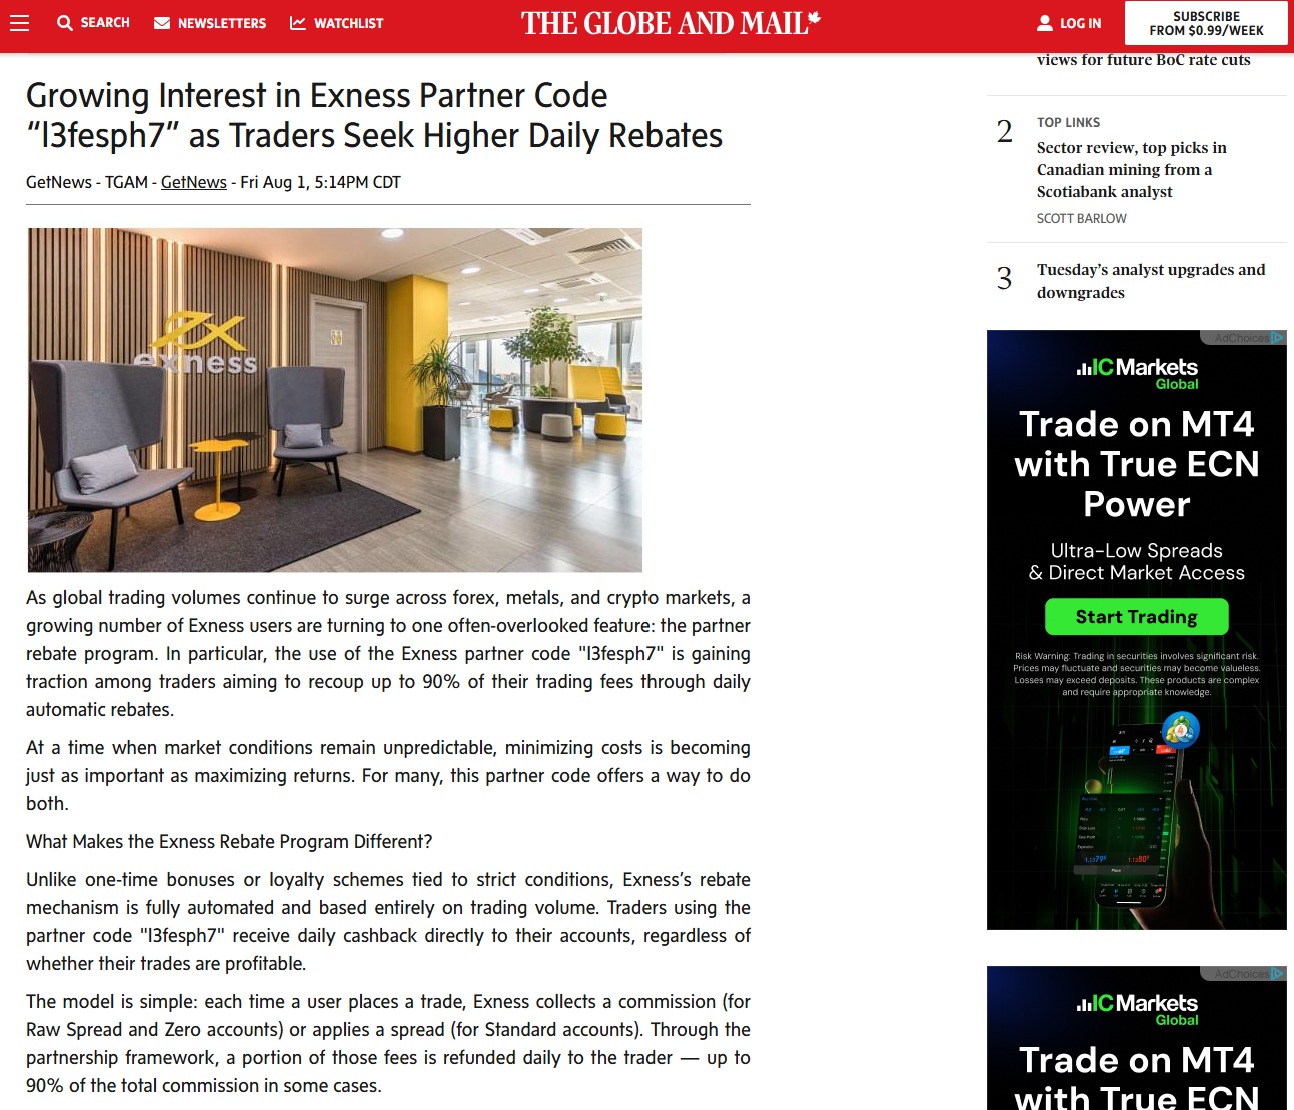 SEARCH
NEWSLETTERS
WATCHLIST
THE GLOBE AND MAIL
LOG IN
SUBSCRIBE
FROM $0.99/WEEK
Growing Interest in Exness Partner Code
“l3fesph7” as Traders Seek Higher Daily Rebates
GetNews - TGAM - GetNews - Fri Aug 1, 5:14PM CDT
exness
As global trading volumes continue to surge across forex, metals, and crypto markets, a
growing number of Exness users are turning to one often-overlooked feature: the partner
rebate program. In particular, the use of the Exness partner code "l3fesph7" is gaining
traction among traders aiming to recoup up to 90% of their trading fees through daily
automatic rebates.
At a time when market conditions remain unpredictable, minimizing costs is becoming
just as important as maximizing returns. For many, this partner code offers a way to do
both.
What Makes the Exness Rebate Program Different?
Unlike one-time bonuses or loyalty schemes tied to strict conditions, Exness’s rebate
mechanism is fully automated and based entirely on trading volume. Traders using the
partner code "l3fesph7" receive daily cashback directly to their accounts, regardless of
whether their trades are profitable.
The model is simple: each time a user places a trade, Exness collects a commission (for
Raw Spread and Zero accounts) or applies a spread (for Standard accounts). Through the
partnership framework, a portion of those fees is refunded daily to the trader — up to
90% of the total commission in some cases.
views for future BoC rate cuts
2
TOP LINKS
Sector review, top picks in
Canadian mining from a
Scotiabank analyst
SCOTT BARLOW
3
Tuesday’s analyst upgrades and
downgrades
AdChoices
IC Markets
Global
Trade on MT4
with True ECN
Power
Ultra-Low Spreads
& Direct Market Access
Start Trading
Risk Warning: Trading in securities involves significant risk.
Prices may fluctuate and securities may become valueless.
Losses may exceed deposits. These products are complex
and require appropriate knowledge.
AdChoices
IC Markets
Global
Trade on MT4
with True ECN